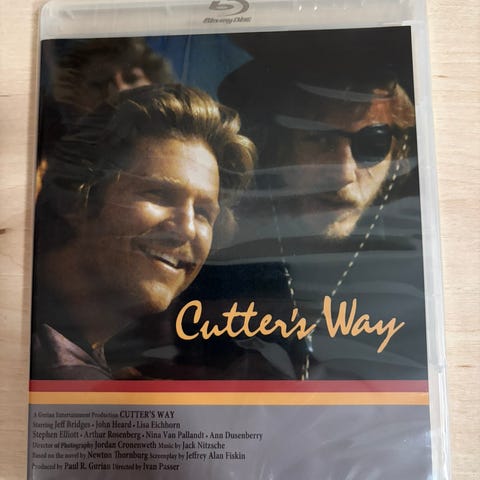 Blu-ray Disc
Cutter's Way
A Gurian Entertainment Production CUTTER'S WAY
Starring Jeff Bridges • John Heard • Lisa Eichhorn
Stephen Elliott • Arthur Rosenberg • Nina Van Pallandt • Ann Dusenberry
Director of Photography Jordan Cronenweth Music by Jack Nitzsche
Based on the novel by Newton Thornburg Screenplay by Jeffrey Alan Fiskin
Produced by Paul R. Gurian Directed by Ivan Passer